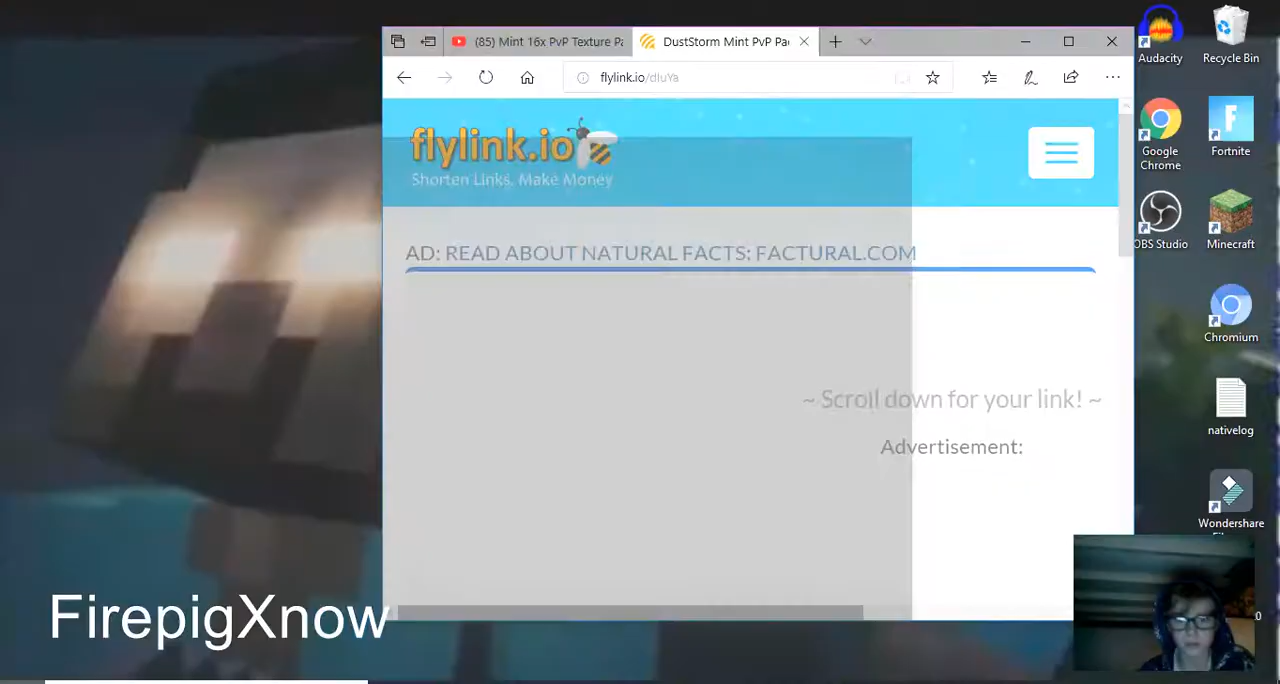 (85) Mint 16x PvP Texture Pa
DustStorm Mint PvP Pac
flylink.io/dIuYa
flylink.io
Shorten Links. Make Money
AD: READ ABOUT NATURAL FACTS: FACTURAL.COM
~ Scroll down for your link! ~
Advertisement:
Audacity
Recycle Bin
Google
Chrome
Fortnite
OBS Studio
Minecraft
Chromium
nativelog
Wondershare
FirepigXnow